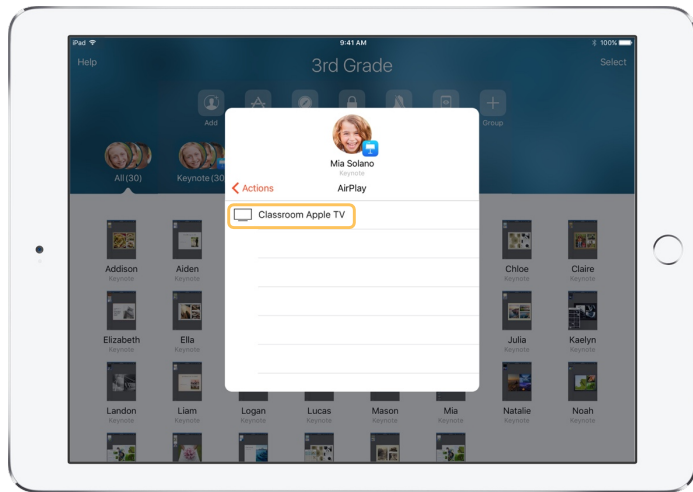 iPad 9:41 AM 100%
Help 3rd Grade Select
Add Group
All (30) Keynote (30
Mia Solano
Keynote
Actions AirPlay
Classroom Apple TV
Addison Aiden Chloe Claire
Keynote Keynote Keynote Keynote
Elizabeth Ella Julia Kaelyn
Keynote Keynote Keynote Keynote
Landon Liam Logan Lucas Mason Mia Natalie Noah
Keynote Keynote Keynote Keynote Keynote Keynote Keynote Keynote